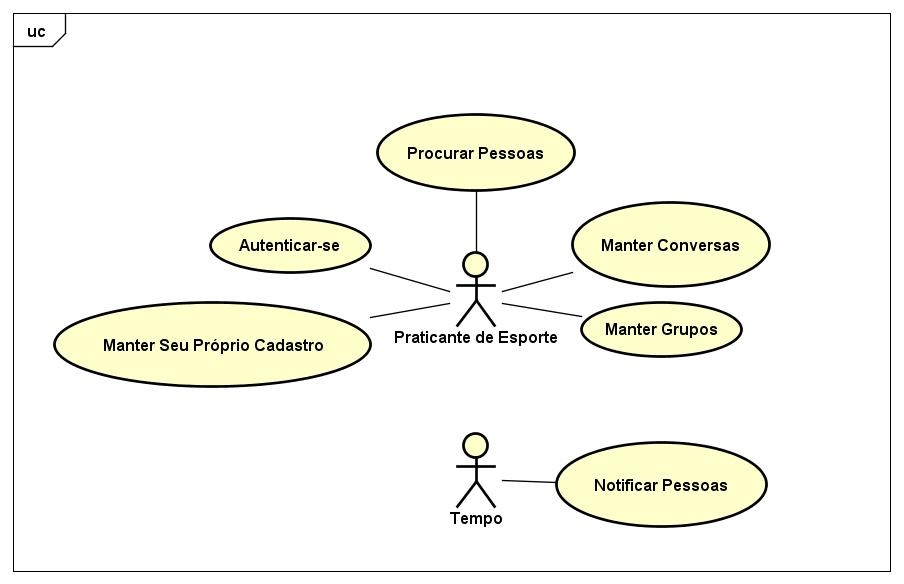 uc
Procurar Pessoas
Autenticar-se
Manter Conversas
Manter Seu Próprio Cadastro
Manter Grupos
Praticante de Esporte
Notificar Pessoas
Tempo